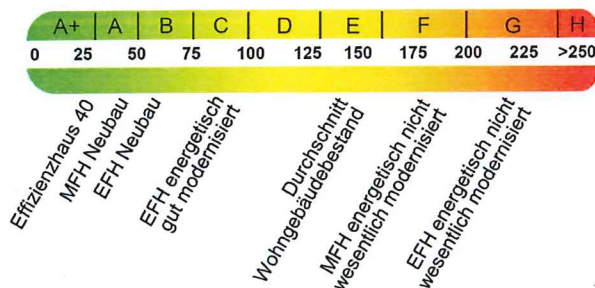 A+ A B C D E F G H
0 25 50 75 100 125 150 175 200 225 >250
Effizienzhaus 40
MFH Neubau
EFH Neubau
EFH energetisch
gut modernisiert
Durchschnitt
Wohngebäudebestand
MFH energetisch nicht
wesentlich modernisiert
EFH energetisch nicht
wesentlich modernisiert